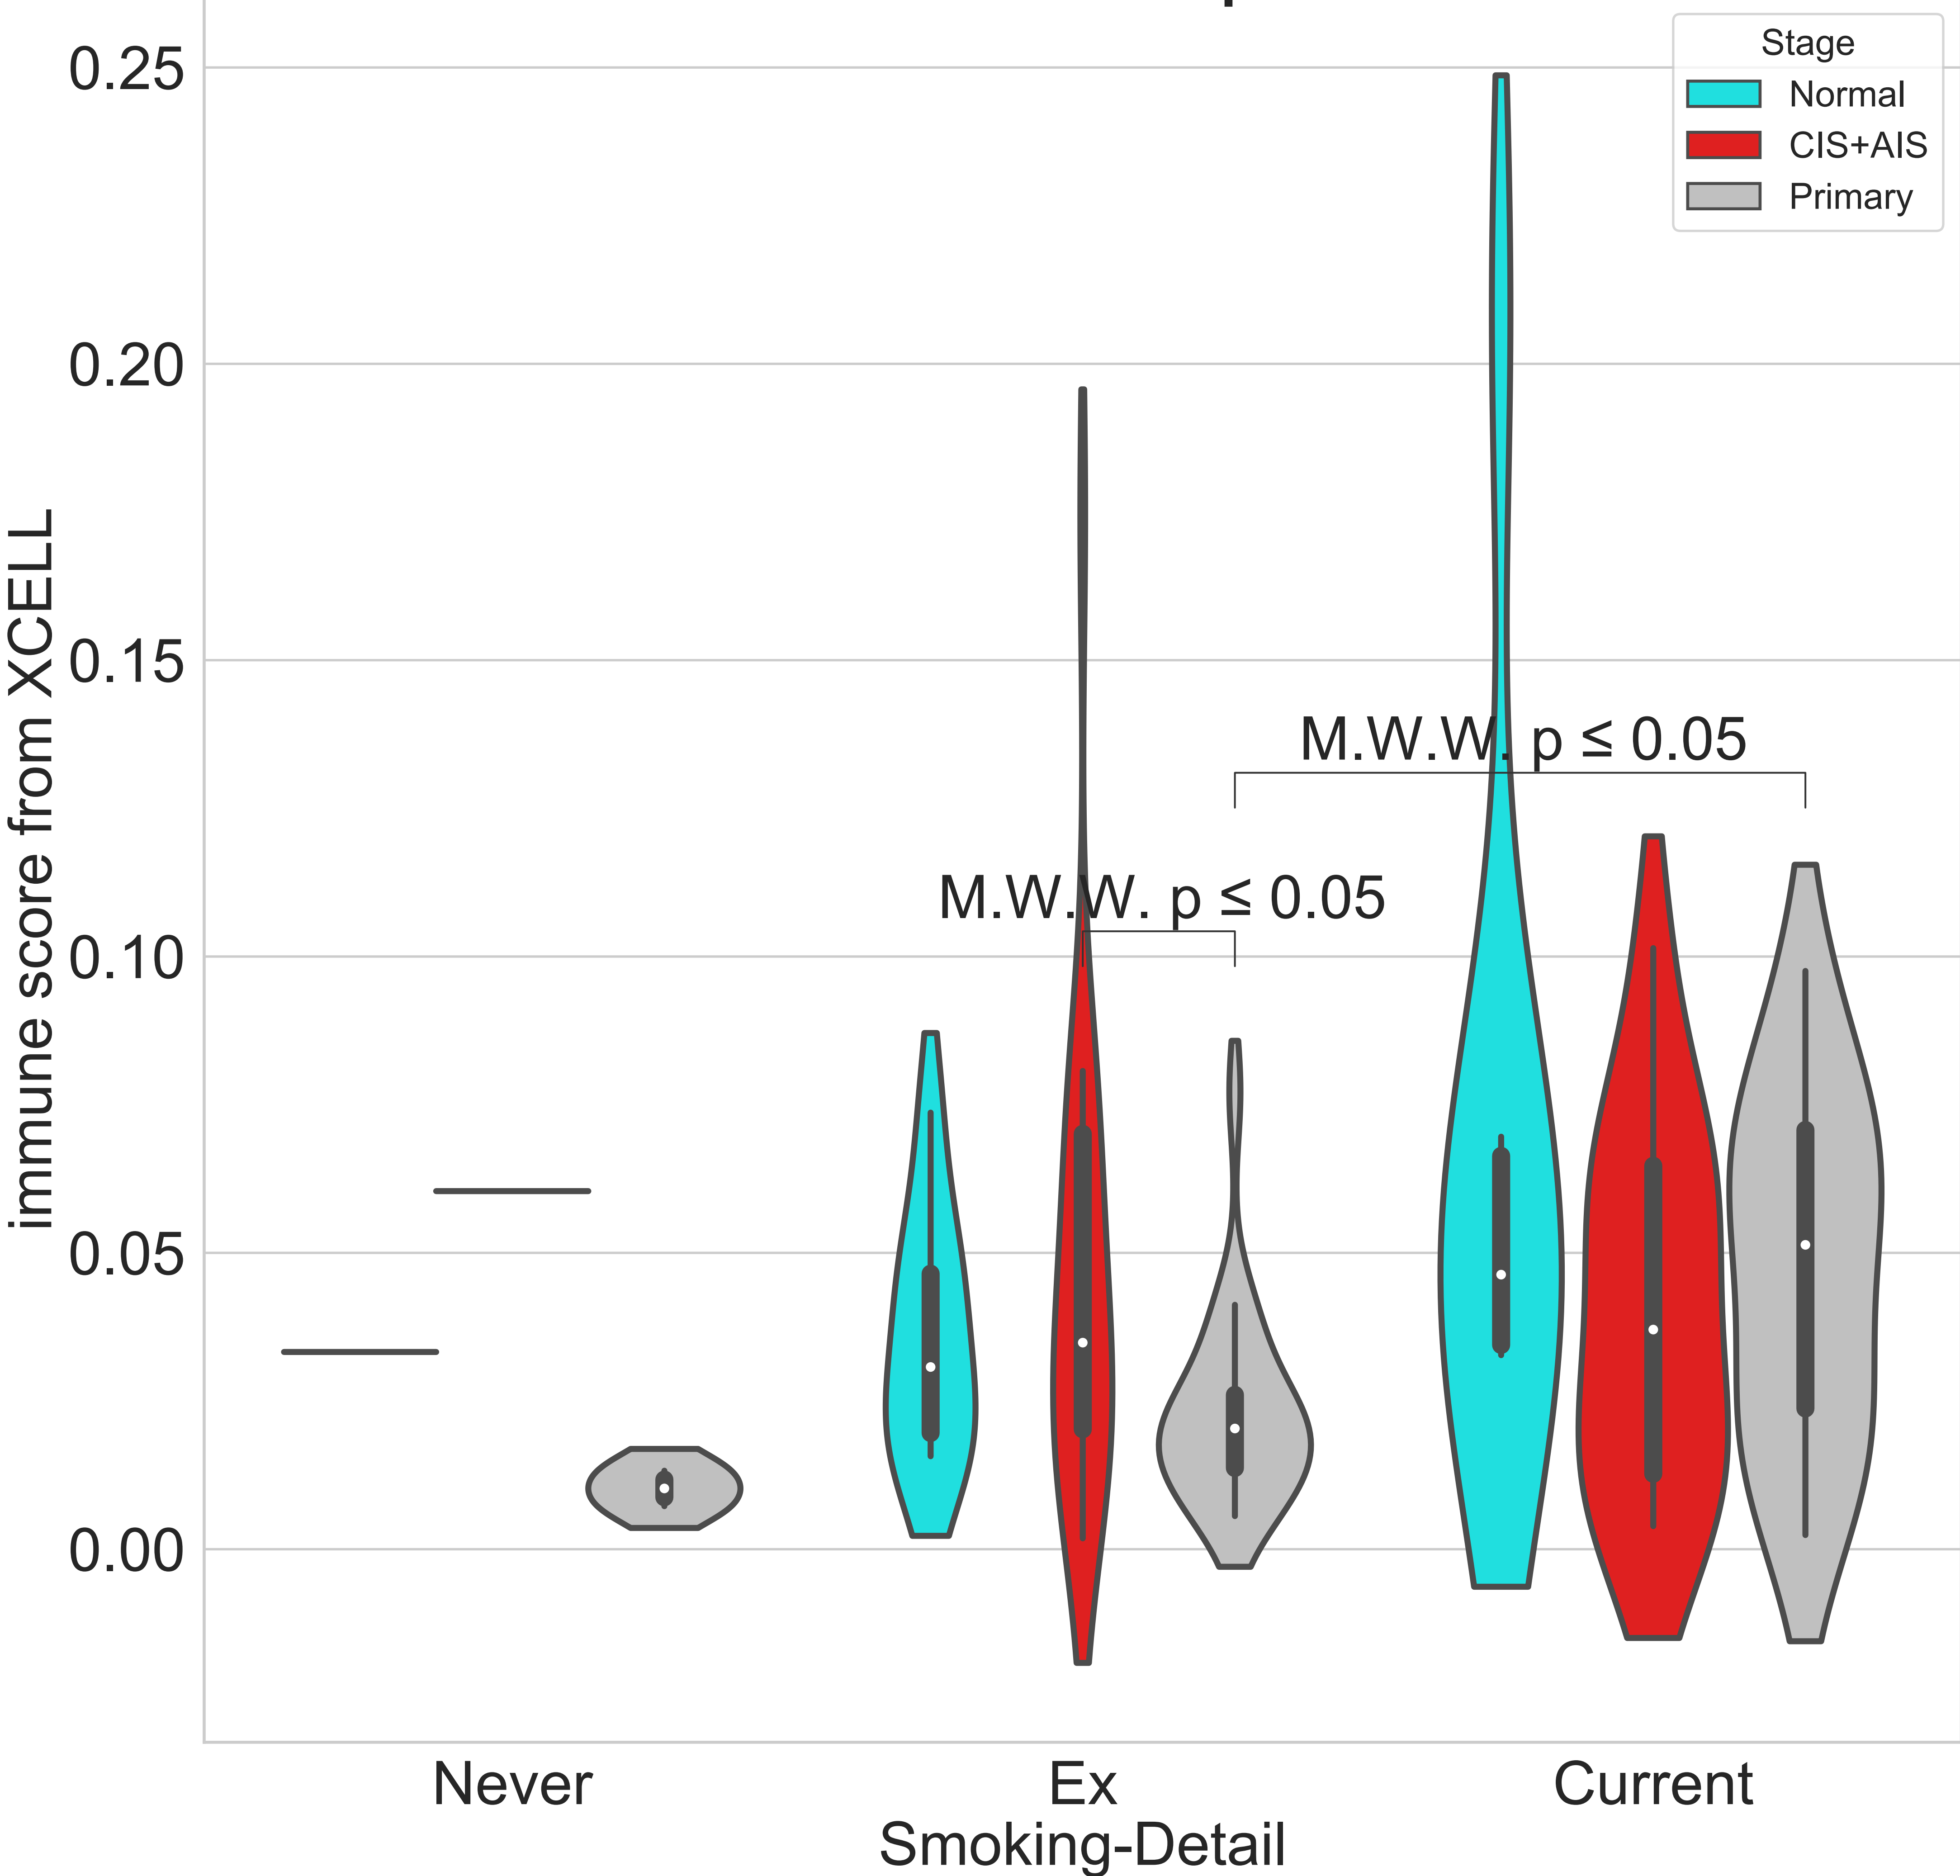 Stage
Normal
CIS+AIS
Primary
0.25
0.20
0.15
0.10
0.05
0.00
immune score from XCELL
M.W.W. p ≤ 0.05
M.W.W. p ≤ 0.05
Never
Ex
Current
Smoking-Detail